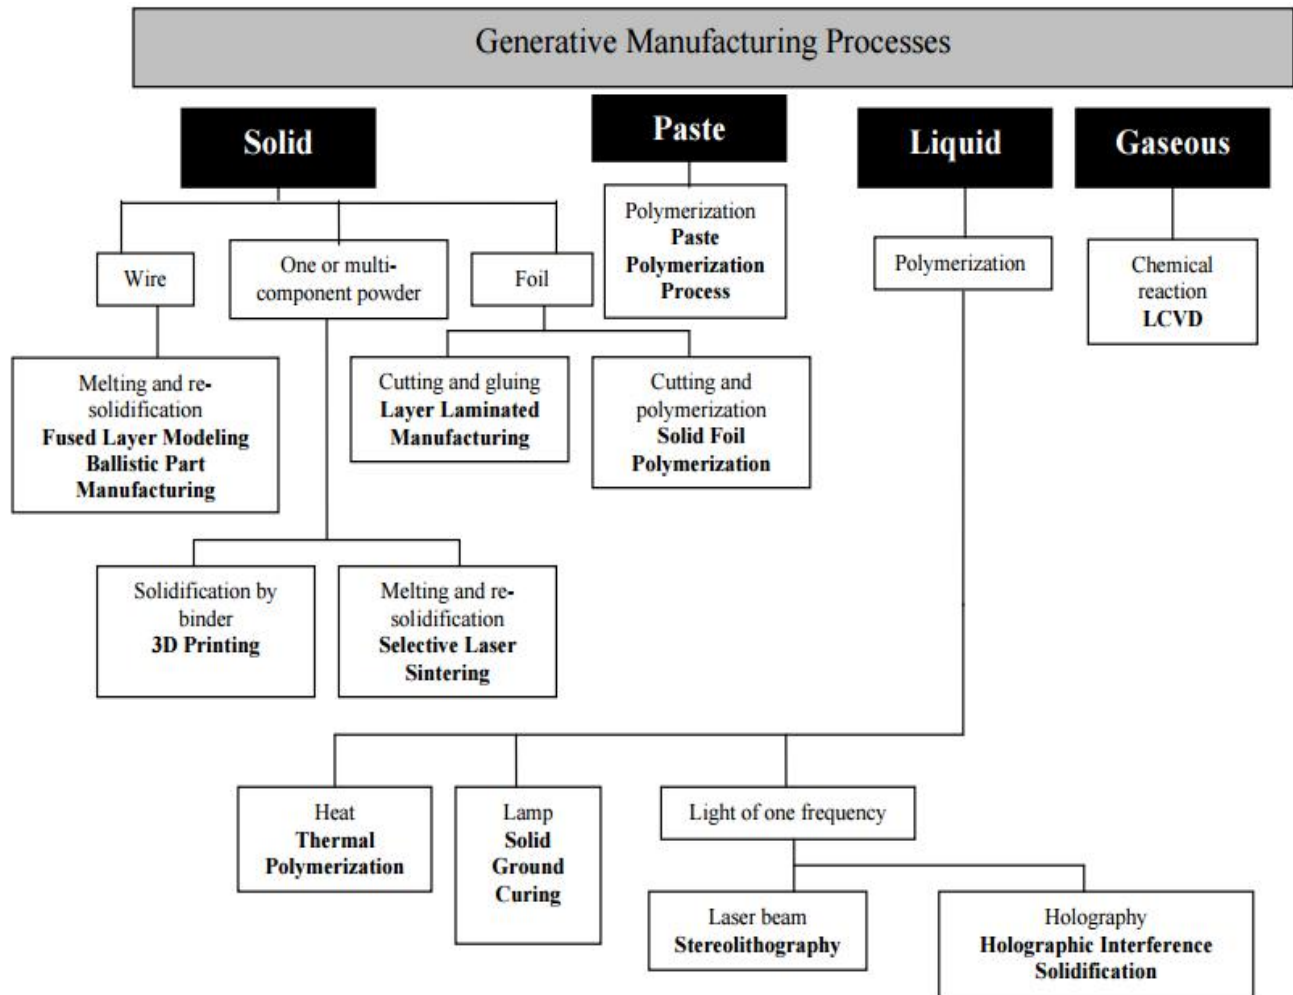 Generative Manufacturing Processes
Solid
Paste
Liquid
Gaseous
Wire
One or multi-
component powder
Foil
Polymerization
Paste
Polymerization
Process
Polymerization
Chemical
reaction
LCVD
Melting and re-
solidification
Fused Layer Modeling
Ballistic Part
Manufacturing
Cutting and gluing
Layer Laminated
Manufacturing
Cutting and
polymerization
Solid Foil
Polymerization
Solidification by
binder
3D Printing
Melting and re-
solidification
Selective Laser
Sintering
Heat
Thermal
Polymerization
Lamp
Solid
Ground
Curing
Light of one frequency
Laser beam
Stereolithography
Holography
Holographic Interference
Solidification